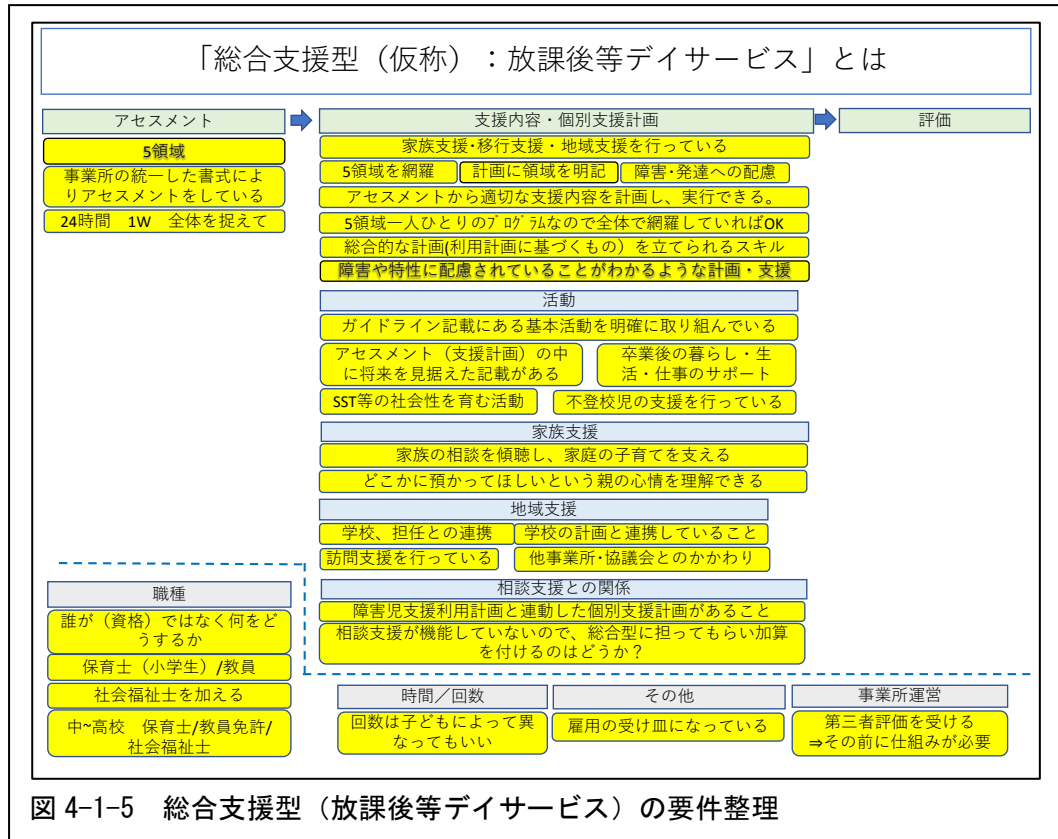 「総合支援型（仮称）：放課後等デイサービス」とは
アセスメント
5領域
事業所の統一した書式によ
りアセスメントをしている
24時間　1W　全体を捉えて
支援内容・個別支援計画
家族支援･移行支援・地域支援を行っている
5領域を網羅
計画に領域を明記
障害･発達への配慮
アセスメントから適切な支援内容を計画し、実行できる。
5領域一人ひとりのﾌﾟﾛｸﾞﾗﾑなので全体で網羅していればOK
総合的な計画(利用計画に基づくもの）を立てられるスキル
障害や特性に配慮されていることがわかるような計画・支援
評価
活動
ガイドライン記載にある基本活動を明確に取り組んでいる
アセスメント（支援計画）の中
に将来を見据えた記載がある
卒業後の暮らし・生
活・仕事のサポート
SST等の社会性を育む活動
不登校児の支援を行っている
家族支援
家族の相談を傾聴し、家庭の子育てを支える
どこかに預かってほしいという親の心情を理解できる
地域支援
学校、担任との連携
学校の計画と連携していること
訪問支援を行っている
他事業所･協議会とのかかわり
相談支援との関係
障害児支援利用計画と連動した個別支援計画があること
相談支援が機能していないので、総合型に担ってもらい加算
を付けるのはどうか？
職種
誰が（資格）ではなく何をど
うするか
保育士（小学生）/教員
社会福祉士を加える
中~高校　保育士/教員免許/
社会福祉士
時間／回数
回数は子どもによって異
なってもいい
その他
雇用の受け皿になっている
事業所運営
第三者評価を受ける
⇒その前に仕組みが必要
図 4-1-5　総合支援型（放課後等デイサービス）の要件整理